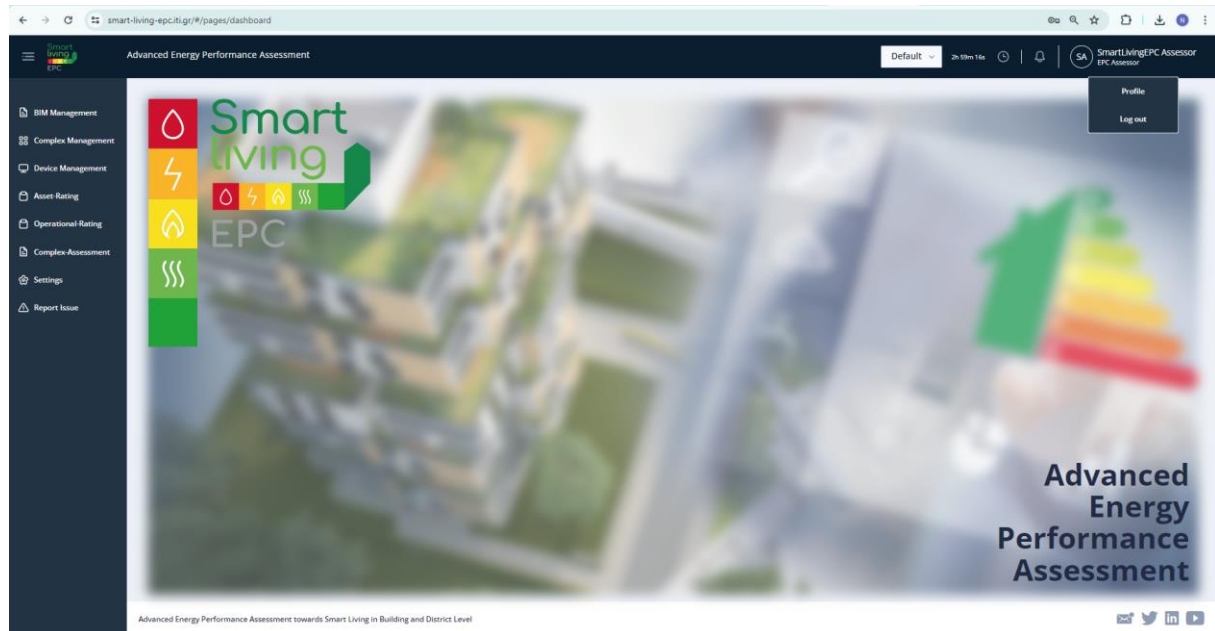 smart-living-epc.iti.gr/#/pages/dashboard
N
Smart
living
EPC
Advanced Energy Performance Assessment
Default
2h 59m 16s
SA
SmartLivingEPC Assessor
EPC Assessor
Profile
Log out
BIM Management
Complex Management
Device Management
Asset-Rating
Operational-Rating
Complex-Assessment
Settings
Report Issue
Smart
living
EPC
Advanced
Energy
Performance
Assessment
Advanced Energy Performance Assessment towards Smart Living in Building and District Level
in